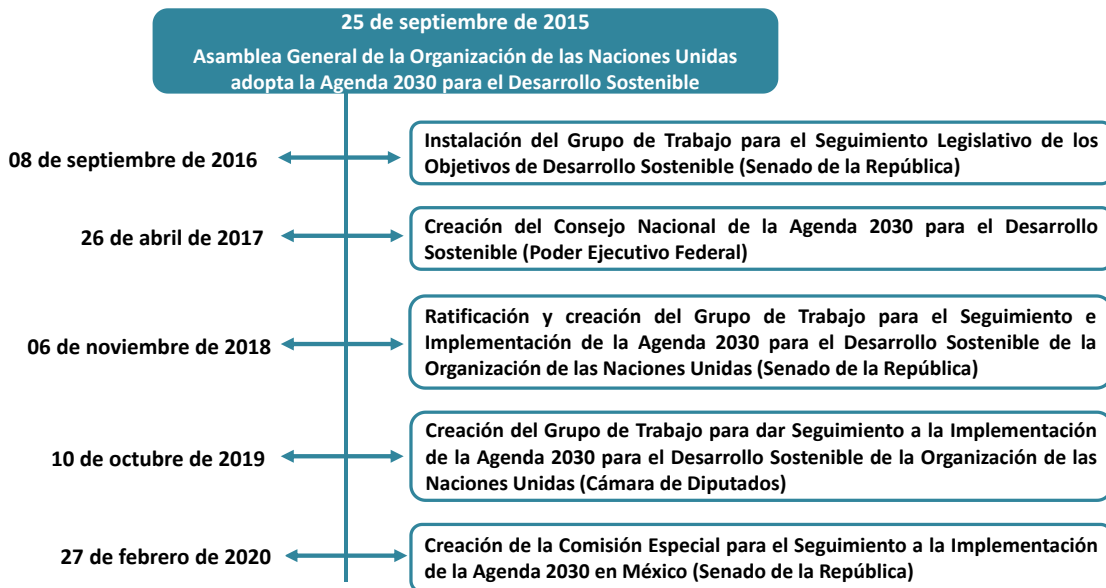 25 de septiembre de 2015
Asamblea General de la Organización de las Naciones Unidas
adopta la Agenda 2030 para el Desarrollo Sostenible
08 de septiembre de 2016
Instalación del Grupo de Trabajo para el Seguimiento Legislativo de los
Objetivos de Desarrollo Sostenible (Senado de la República)
26 de abril de 2017
Creación del Consejo Nacional de la Agenda 2030 para el Desarrollo
Sostenible (Poder Ejecutivo Federal)
06 de noviembre de 2018
Ratificación y creación del Grupo de Trabajo para el Seguimiento e
Implementación de la Agenda 2030 para el Desarrollo Sostenible de la
Organización de las Naciones Unidas (Senado de la República)
10 de octubre de 2019
Creación del Grupo de Trabajo para dar Seguimiento a la Implementación
de la Agenda 2030 para el Desarrollo Sostenible de la Organización de las
Naciones Unidas (Cámara de Diputados)
27 de febrero de 2020
Creación de la Comisión Especial para el Seguimiento a la Implementación
de la Agenda 2030 en México (Senado de la República)